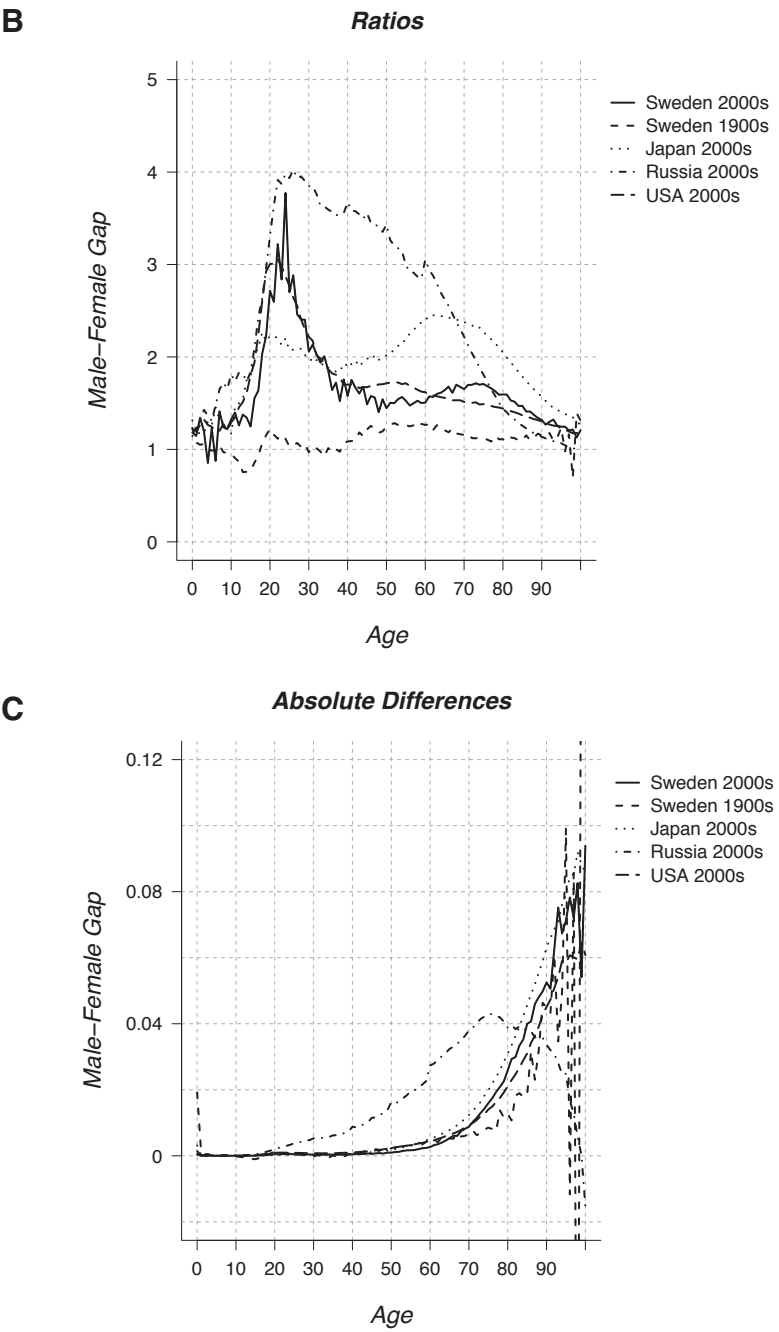 B
Ratios
5
4
3
2
1
0
Male–Female Gap
0 10 20 30 40 50 60 70 80 90
Age
Sweden 2000s
Sweden 1900s
Japan 2000s
Russia 2000s
USA 2000s
C
Absolute Differences
0.12
0.08
0.04
0
Male–Female Gap
0 10 20 30 40 50 60 70 80 90
Age
Sweden 2000s
Sweden 1900s
Japan 2000s
Russia 2000s
USA 2000s